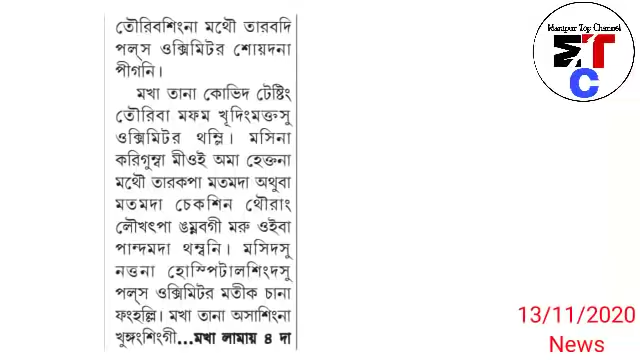 তৌরিবশিংনা মথৌ তারবদি
পল্স ওক্সিমিটর শোয়দনা
পীগনি।
মখা তানা কোভিদ টেষ্টিং
তৌরিবা মফম খূদিংমক্তসু
ওক্সিমিটর থম্লি। মসিনা
করিগুম্বা মীওই অমা হেক্তনা
মথৌ তারকপা মতমদা অথুবা
মতমদা চেকশিন থৌরাং
লৌখৎপা ঙম্নবগী মরু ওইবা
পান্দমদা থম্বনি। মসিদসু
নত্তনা হোস্পিটালশিংদসু
পল্স ওক্সিমিটর মতীক চানা
ফংহল্লি। মখা তানা অসাশিংনা
খুঙ্গংশিংগী...মখা লামায় ৪ দা
Manipur Top Channel
MTC
13/11/2020
News